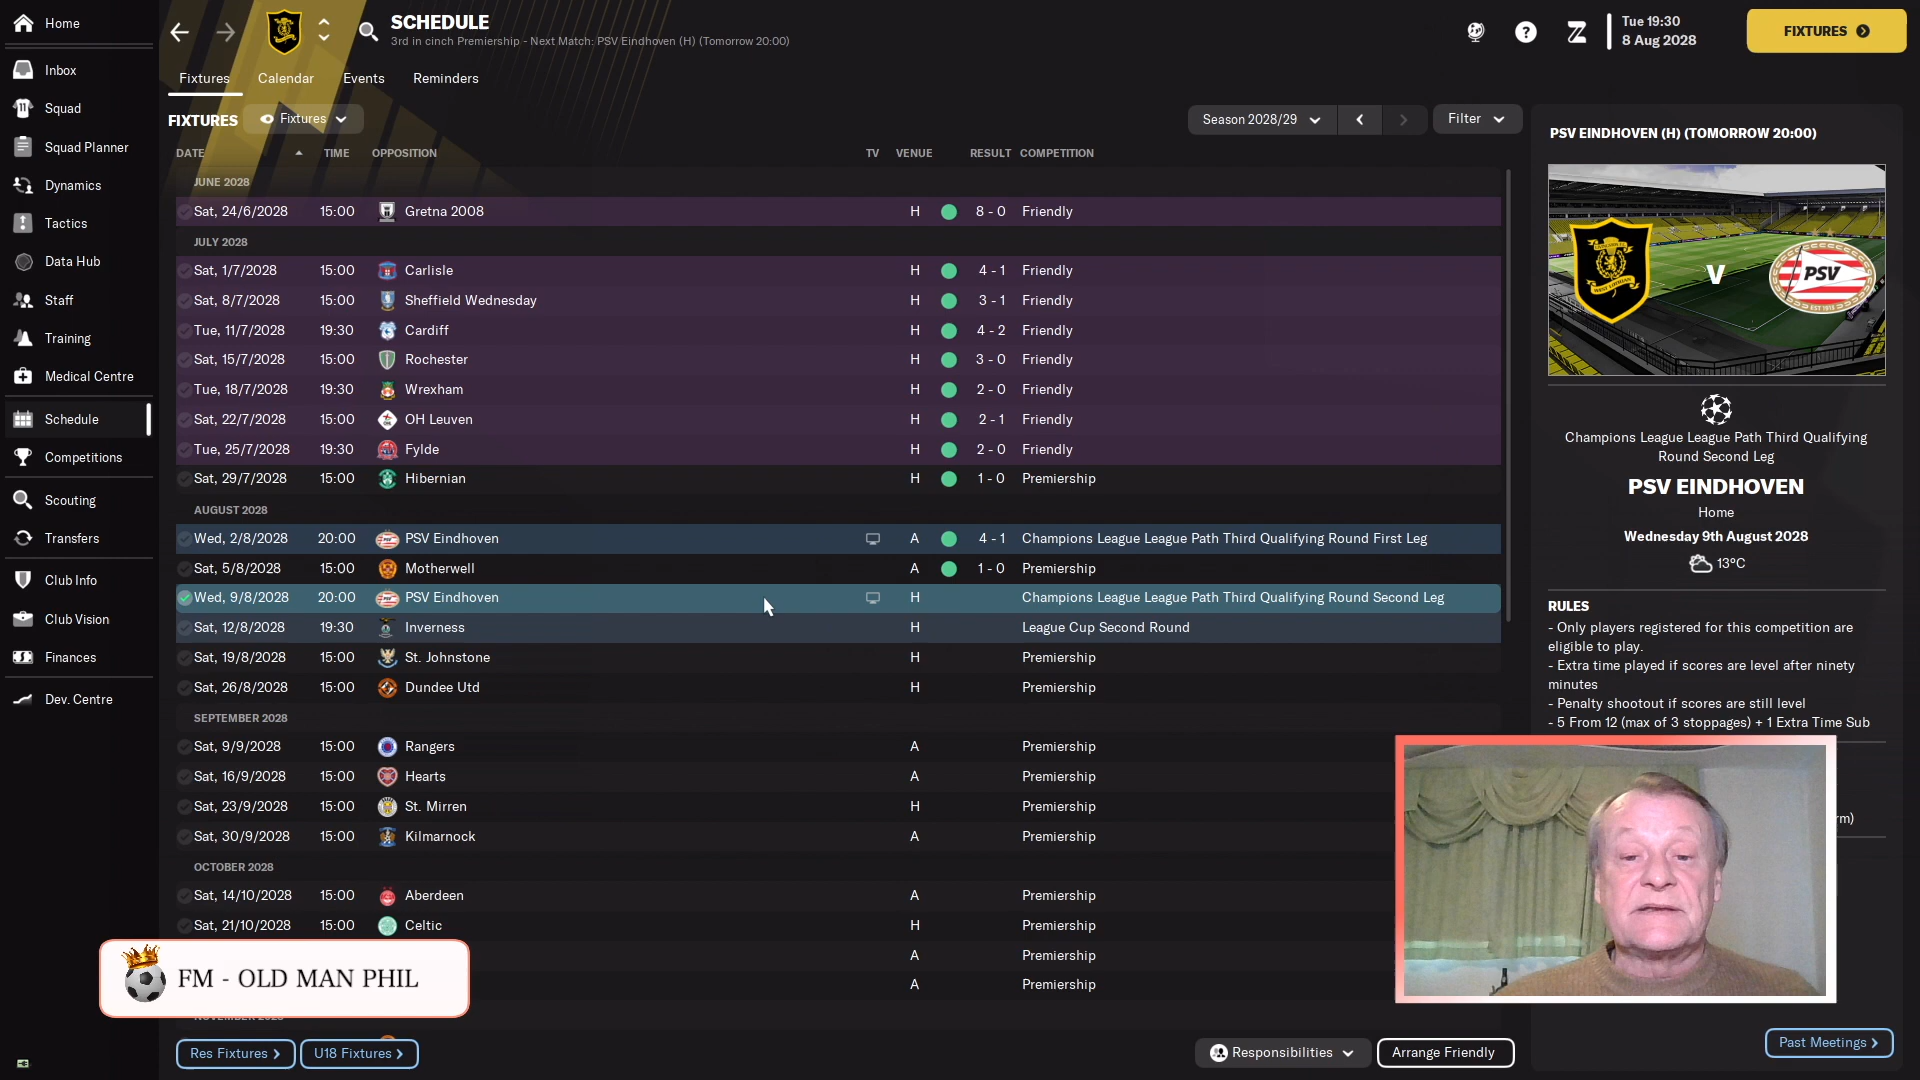 Home
Inbox
Squad
Squad Planner
Dynamics
Tactics
Data Hub
Staff
Training
Medical Centre
Schedule
Competitions
Scouting
Transfers
Club Info
Club Vision
Finances
Dev. Centre
SCHEDULE
3rd in cinch Premiership - Next Match: PSV Eindhoven (H) (Tomorrow 20:00)
Tue 19:30
8 Aug 2028
FIXTURES
Fixtures Calendar Events Reminders
FIXTURES Fixtures Season 2028/29 Filter
DATE TIME OPPOSITION TV VENUE RESULT COMPETITION
JUNE 2028
Sat, 24/6/2028 15:00 Gretna 2008 H 8 - 0 Friendly
JULY 2028
Sat, 1/7/2028 15:00 Carlisle H 4 - 1 Friendly
Sat, 8/7/2028 15:00 Sheffield Wednesday H 3 - 1 Friendly
Tue, 11/7/2028 19:30 Cardiff H 4 - 2 Friendly
Sat, 15/7/2028 15:00 Rochester H 3 - 0 Friendly
Tue, 18/7/2028 19:30 Wrexham H 2 - 0 Friendly
Sat, 22/7/2028 15:00 OH Leuven H 2 - 1 Friendly
Tue, 25/7/2028 19:30 Fylde H 2 - 0 Friendly
Sat, 29/7/2028 15:00 Hibernian H 1 - 0 Premiership
AUGUST 2028
Wed, 2/8/2028 20:00 PSV Eindhoven A 4 - 1 Champions League League Path Third Qualifying Round First Leg
Sat, 5/8/2028 15:00 Motherwell A 1 - 0 Premiership
Wed, 9/8/2028 20:00 PSV Eindhoven H Champions League League Path Third Qualifying Round Second Leg
Sat, 12/8/2028 19:30 Inverness H League Cup Second Round
Sat, 19/8/2028 15:00 St. Johnstone H Premiership
Sat, 26/8/2028 15:00 Dundee Utd H Premiership
SEPTEMBER 2028
Sat, 9/9/2028 15:00 Rangers A Premiership
Sat, 16/9/2028 15:00 Hearts A Premiership
Sat, 23/9/2028 15:00 St. Mirren H Premiership
Sat, 30/9/2028 15:00 Kilmarnock A Premiership
OCTOBER 2028
Sat, 14/10/2028 15:00 Aberdeen A Premiership
Sat, 21/10/2028 15:00 Celtic H Premiership
A Premiership
A Premiership
FM - OLD MAN PHIL
Res Fixtures U18 Fixtures Responsibilities Arrange Friendly
PSV EINDHOVEN (H) (TOMORROW 20:00)
V
PSV
Champions League League Path Third Qualifying
Round Second Leg
PSV EINDHOVEN
Home
Wednesday 9th August 2028
13°C
RULES
- Only players registered for this competition are
eligible to play.
- Extra time played if scores are level after ninety
minutes
- Penalty shootout if scores are still level
- 5 From 12 (max of 3 stoppages) + 1 Extra Time Sub
rm)
Past Meetings